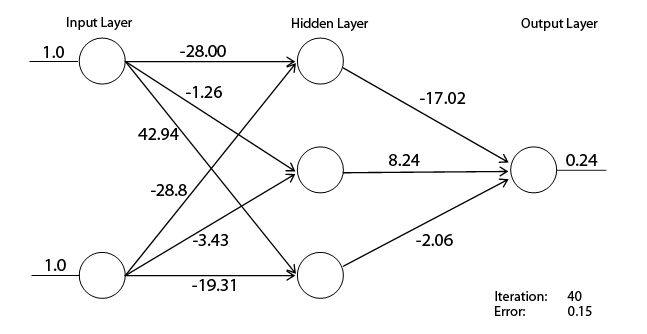 Input Layer
Hidden Layer
Output Layer
1.0
-28.00
-1.26
-17.02
42.94
8.24
0.24
-28.8
-3.43
-2.06
1.0
-19.31
Iteration: 40
Error: 0.15